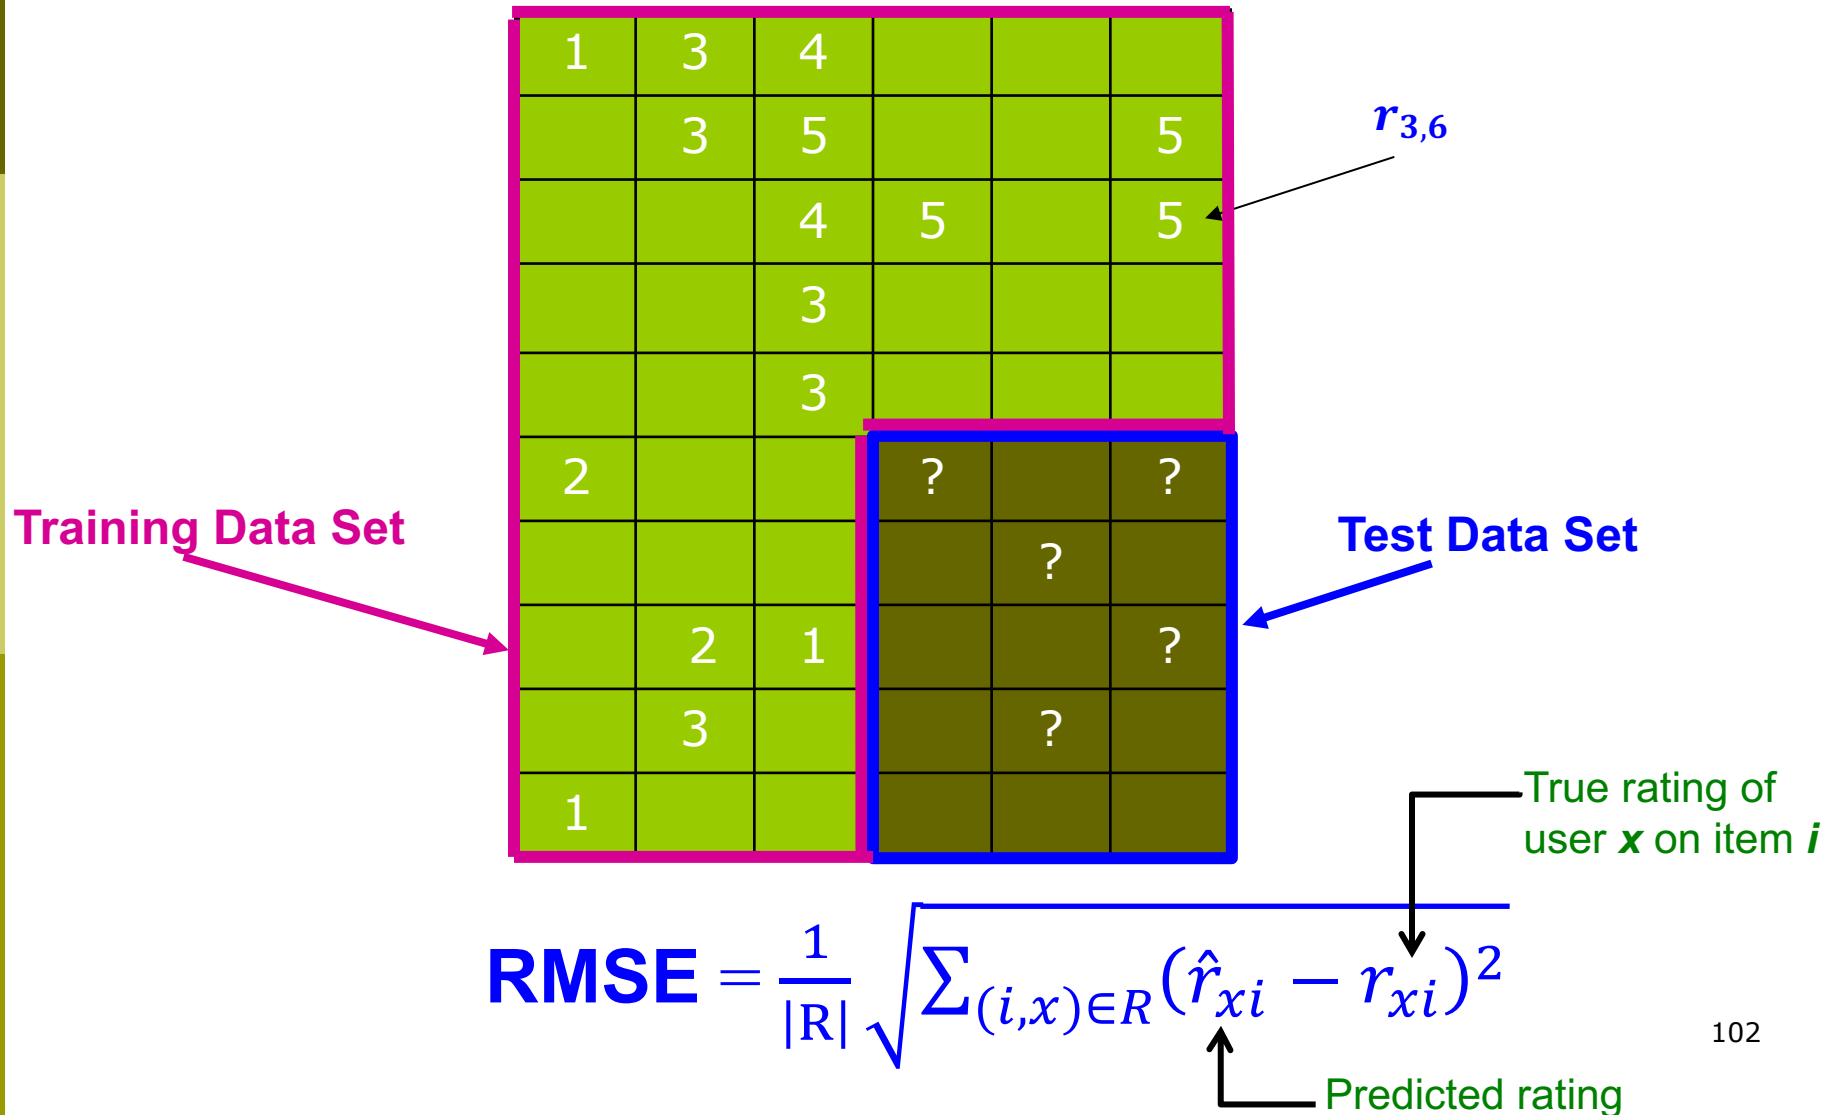 1 3 4
3 5 5
r3,6
4 5 5
3
3
2 ? ?
Training Data Set
Test Data Set
?
2 1 ?
3 ?
1
True rating of
user x on item i
RMSE = 1/|R| √∑(i,x)∈R(r̂xi − rxi)²
102
Predicted rating